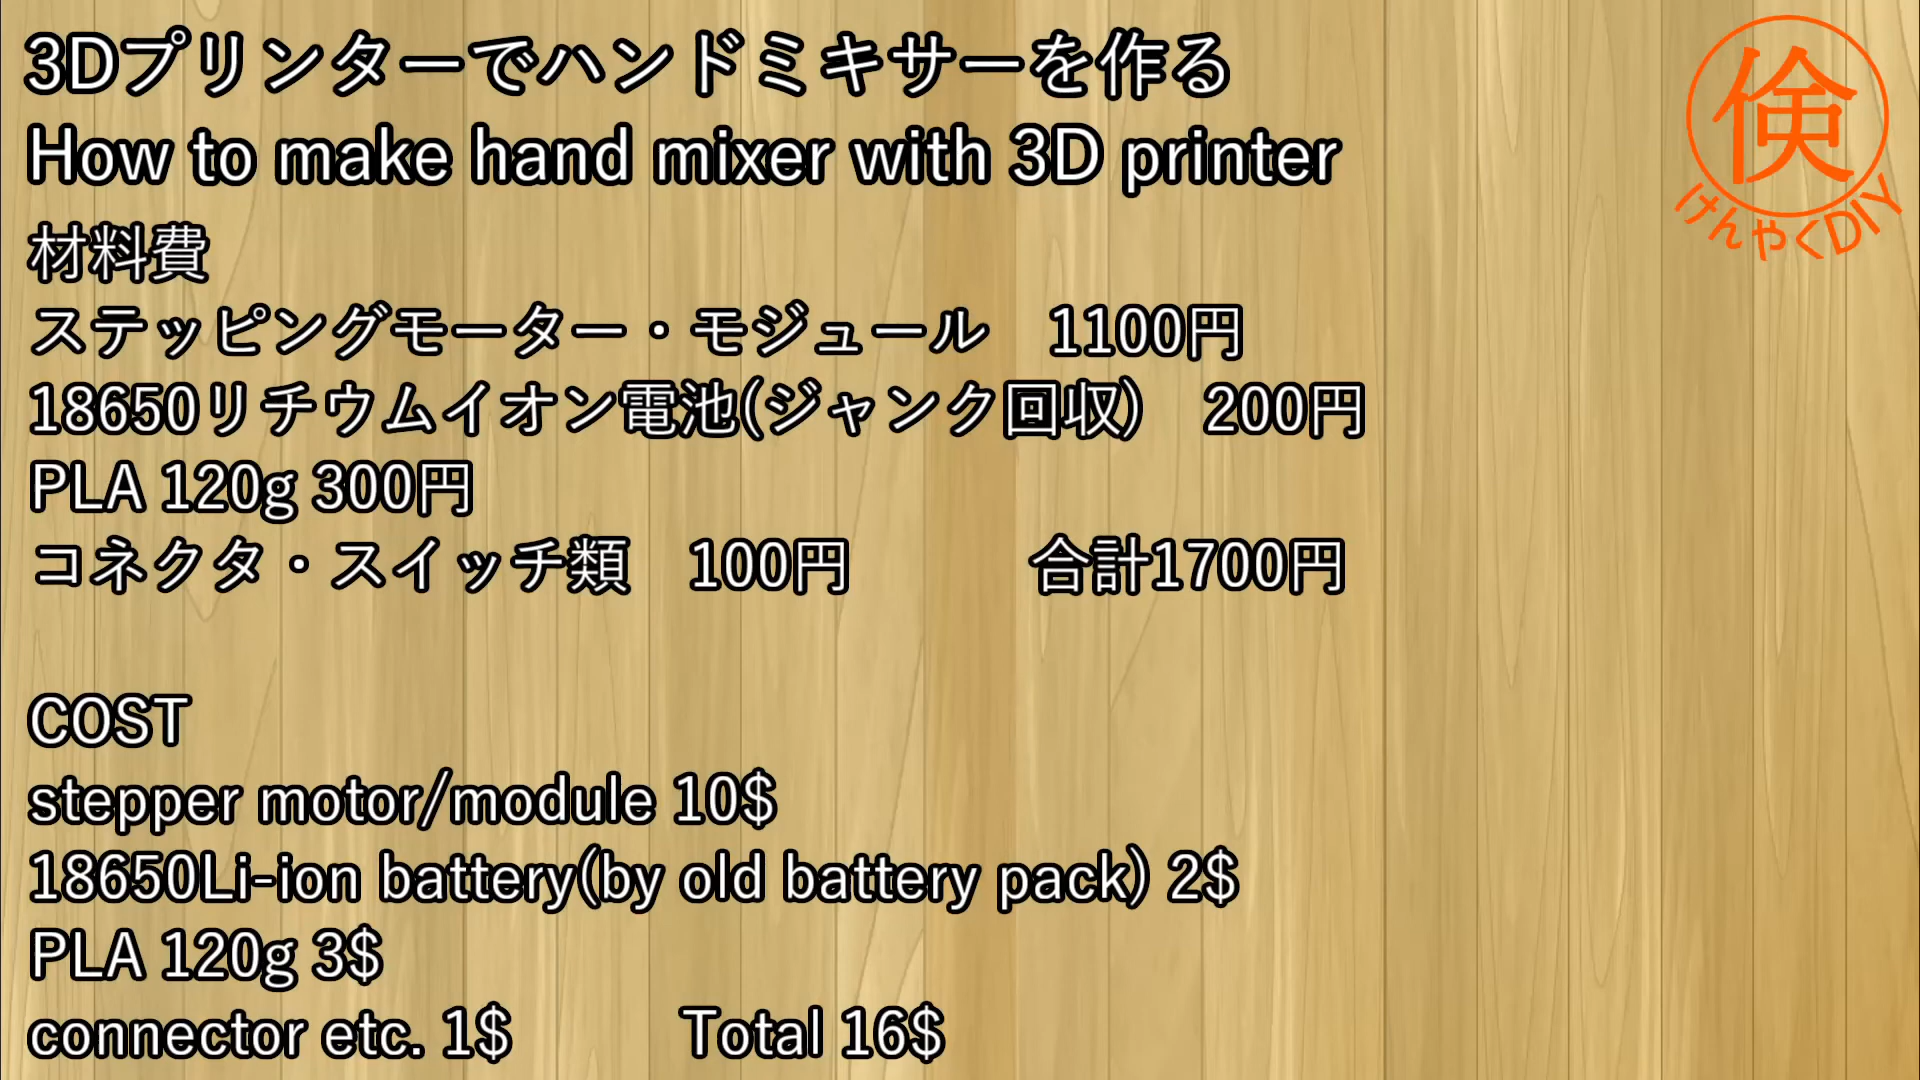 3Dプリンターでハンドミキサーを作る
How to make hand mixer with 3D printer
材料費
ステッピングモーター・モジュール　1100円
18650リチウムイオン電池(ジャンク回収)　200円
PLA 120g 300円
コネクタ・スイッチ類　100円　　　合計1700円
COST
stepper motor/module 10$
18650Li-ion battery(by old battery pack) 2$
PLA 120g 3$
connector etc. 1$　　　Total 16$
倹
けんやくDIY